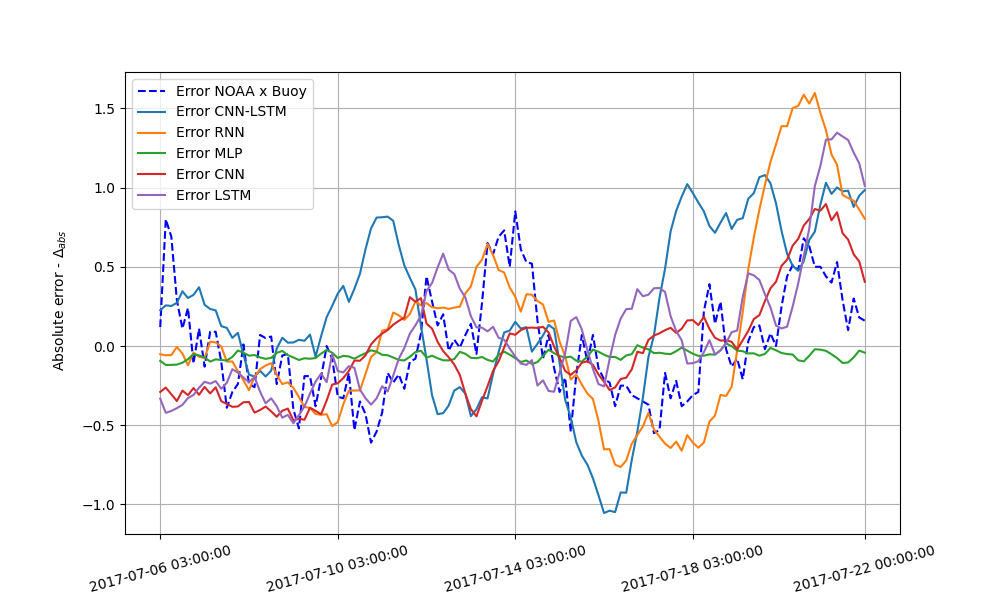 Error NOAA x Buoy
Error CNN-LSTM
Error RNN
Error MLP
Error CNN
Error LSTM
1.5
1.0
0.5
0.0
−0.5
−1.0
Absolute error - Δabs
2017-07-06 03:00:00
2017-07-10 03:00:00
2017-07-14 03:00:00
2017-07-18 03:00:00
2017-07-22 00:00:00